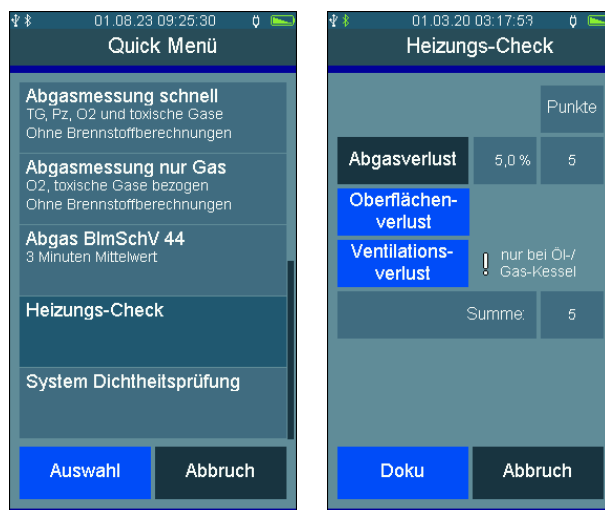 01.08.23 09:25:30
Quick Menü
Abgasmessung schnell
TG, Pz, O2 und toxische Gase
Ohne Brennstoffberechnungen
Abgasmessung nur Gas
O2, toxische Gase bezogen
Ohne Brennstoffberechnungen
Abgas BImSchV 44
3 Minuten Mittelwert
Heizungs-Check
System Dichtheitsprüfung
Auswahl Abbruch
01.03.20 03:17:53
Heizungs-Check
Punkte
Abgasverlust 5,0 % 5
Oberflächen-
verlust
Ventilations-
verlust
! nur bei Öl-/
Gas-Kessel
Summe: 5
Doku Abbruch